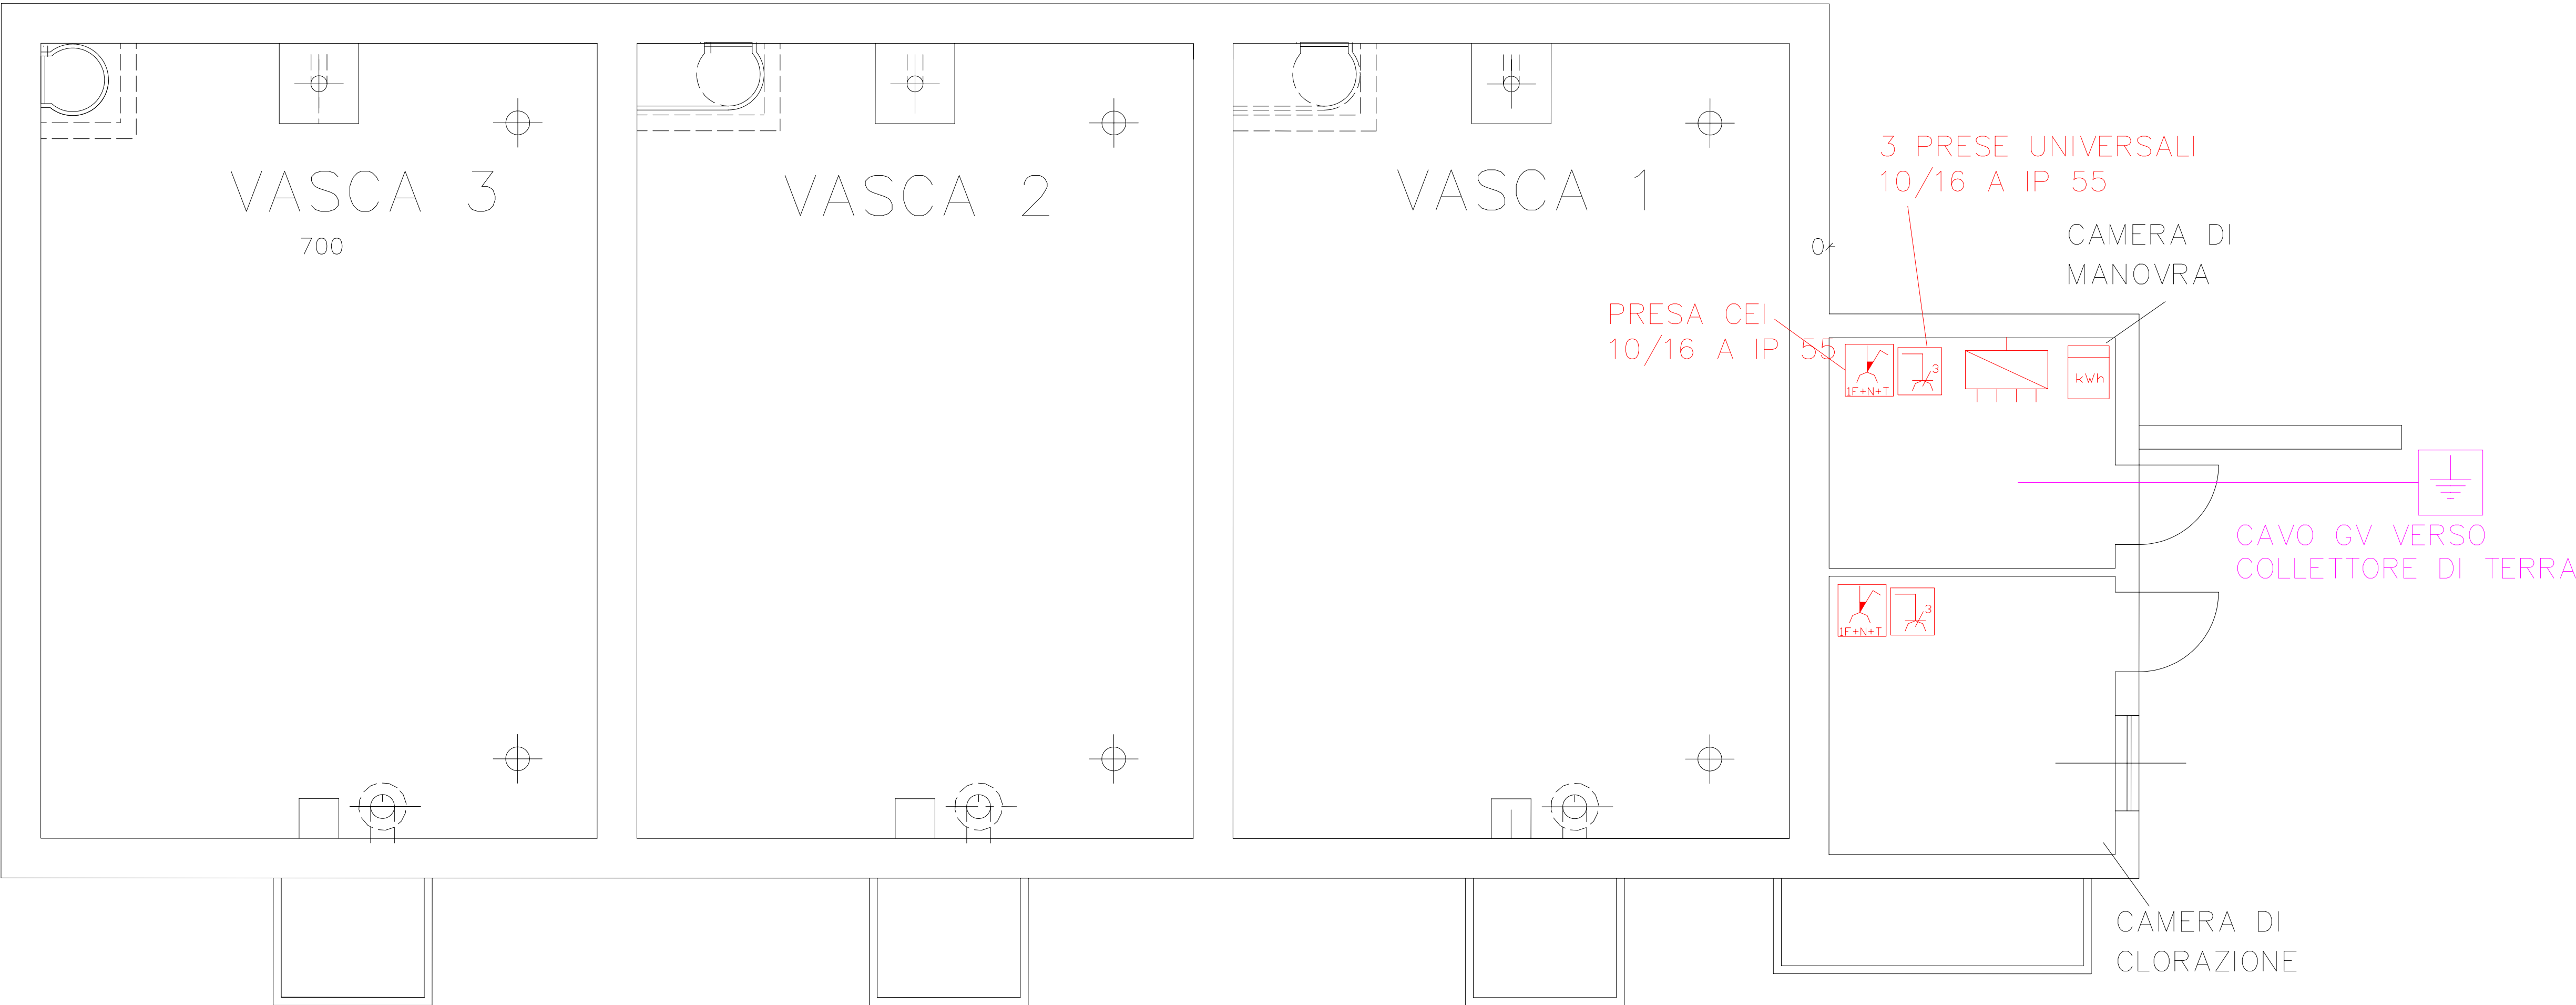 VASCA 3
700
VASCA 2
VASCA 1
0
3 PRESE UNIVERSALI
10/16 A IP 55
CAMERA DI
MANOVRA
PRESA CEI
10/16 A IP 55
1F+N+T
3
kWh
CAVO GV VERSO
COLLETTORE DI TERRA
1F+N+T
3
CAMERA DI
CLORAZIONE